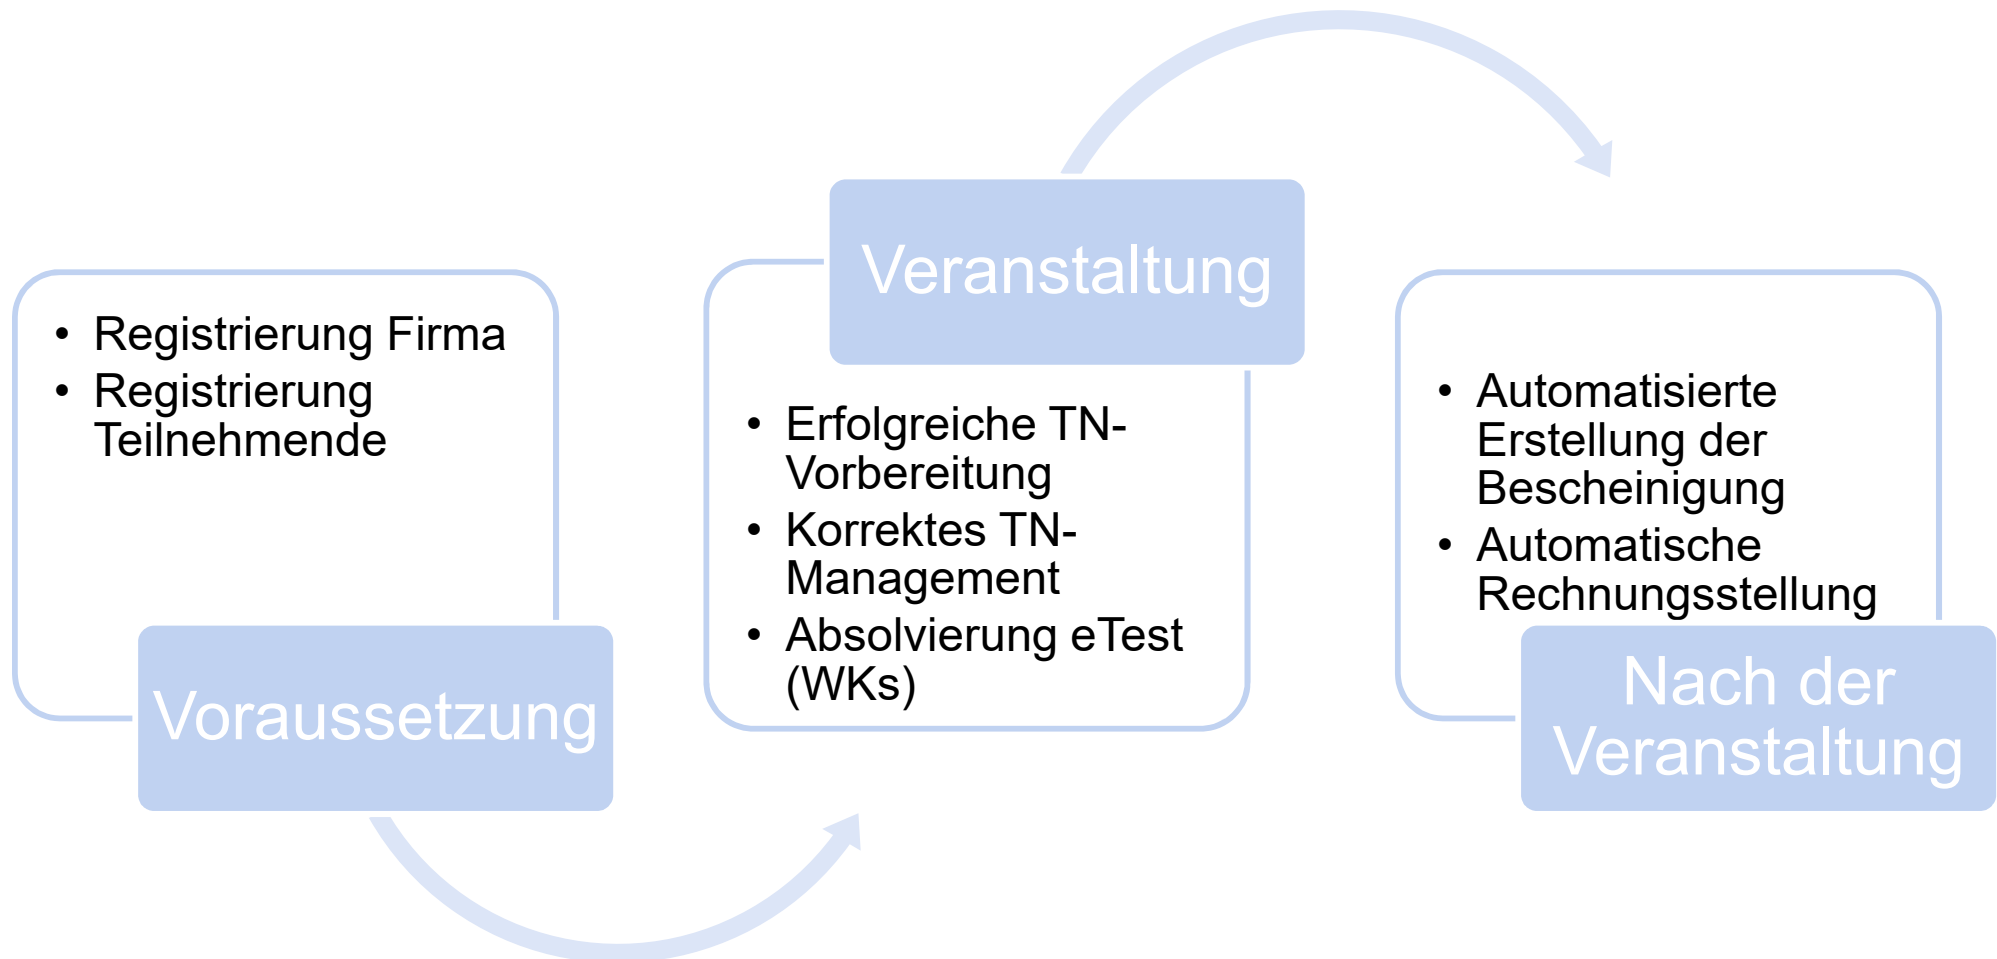 • Registrierung Firma
• Registrierung
Teilnehmende
Voraussetzung
Veranstaltung
• Erfolgreiche TN-
Vorbereitung
• Korrektes TN-
Management
• Absolvierung eTest
(WKs)
• Automatisierte
Erstellung der
Bescheinigung
• Automatische
Rechnungsstellung
Nach der
Veranstaltung